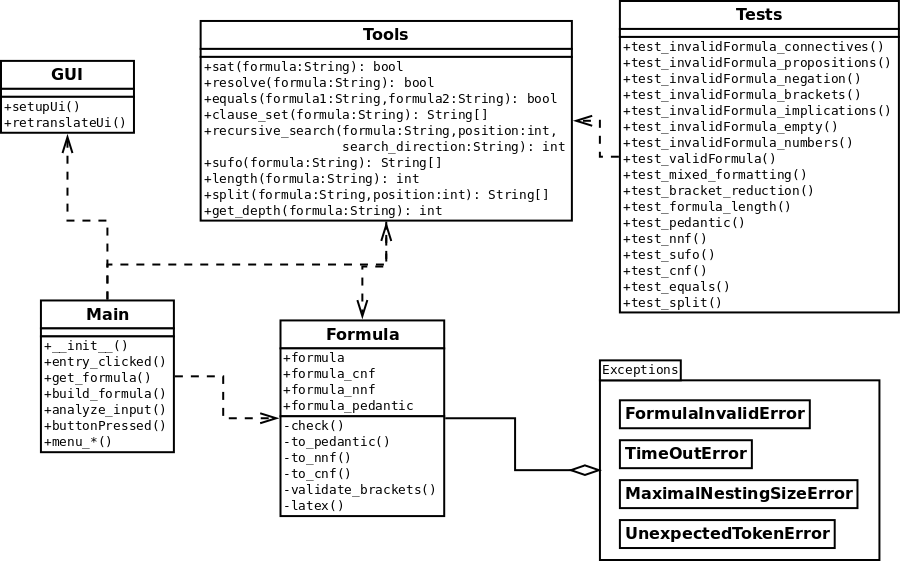 Tools
+sat(formula:String): bool
+resolve(formula:String): bool
+equals(formula1:String,formula2:String): bool
+clause_set(formula:String): String[]
+recursive_search(formula:String,position:int,
search_direction:String): int
+sufo(formula:String): String[]
+length(formula:String): int
+split(formula:String,position:int): String[]
+get_depth(formula:String): int
Tests
+test_invalidFormula_connectives()
+test_invalidFormula_propositions()
+test_invalidFormula_negation()
+test_invalidFormula_brackets()
+test_invalidFormula_implications()
+test_invalidFormula_empty()
+test_invalidFormula_numbers()
+test_validFormula()
+test_mixed_formatting()
+test_bracket_reduction()
+test_formula_length()
+test_pedantic()
+test_nnf()
+test_sufo()
+test_cnf()
+test_equals()
+test_split()
GUI
+setupUi()
+retranslateUi()
Main
+__init__()
+entry_clicked()
+get_formula()
+build_formula()
+analyze_input()
+buttonPressed()
+menu_*()
Formula
+formula
+formula_cnf
+formula_nnf
+formula_pedantic
-check()
-to_pedantic()
-to_nnf()
-to_cnf()
-validate_brackets()
-latex()
Exceptions
FormulaInvalidError
TimeOutError
MaximalNestingSizeError
UnexpectedTokenError